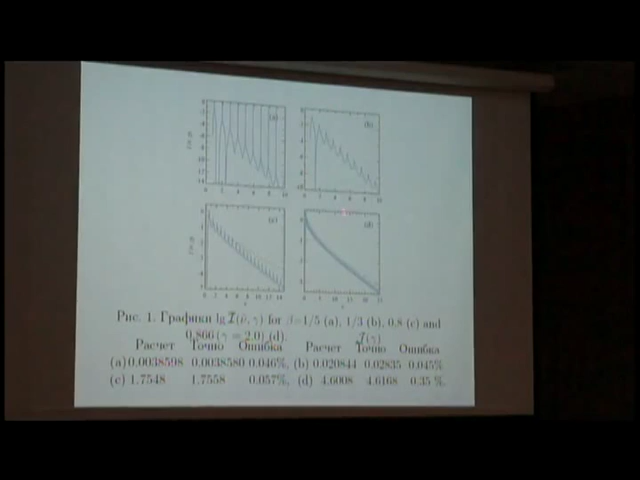 (a)
(b)
(c)
(d)
Рис. 1. Графики lg I(ν̂, γ) for β=1/5 (a), 1/3 (b), 0.8 (c) and
0.866 (γ = 2.0) (d). I(γ)
Расчет Точно Ошибка Расчет Точно Ошибка
(a)0.0038598 0.0038580 0.046%, (b) 0.020844 0.02835 0.045%
(c) 1.7548 1.7558 0.057%, (d) 4.6008 4.6168 0.35 %.